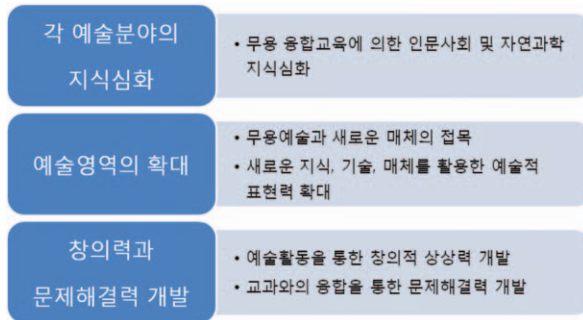 각 예술분야의
지식심화
• 무용 융합교육에 의한 인문사회 및 자연과학
지식심화
예술영역의 확대
• 무용예술과 새로운 매체의 접목
• 새로운 지식, 기술, 매체를 활용한 예술적
표현력 확대
창의력과
문제해결력 개발
• 예술활동을 통한 창의적 상상력 개발
• 교과와의 융합을 통한 문제해결력 개발